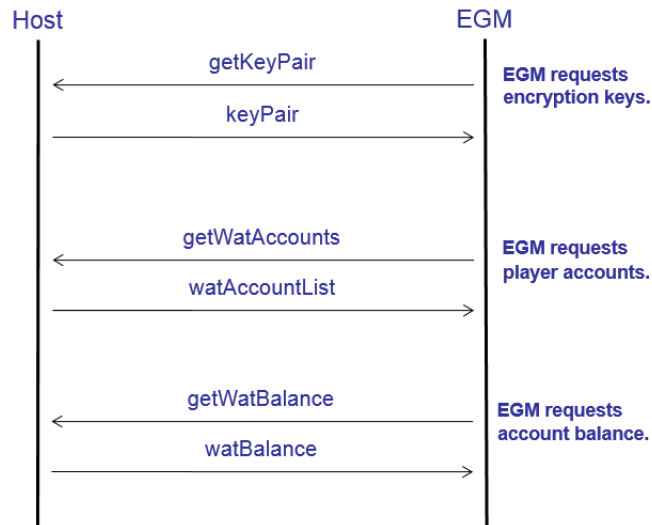 Host
EGM
getKeyPair
EGM requests
encryption keys.
keyPair
getWatAccounts
EGM requests
player accounts.
watAccountList
getWatBalance
EGM requests
account balance.
watBalance